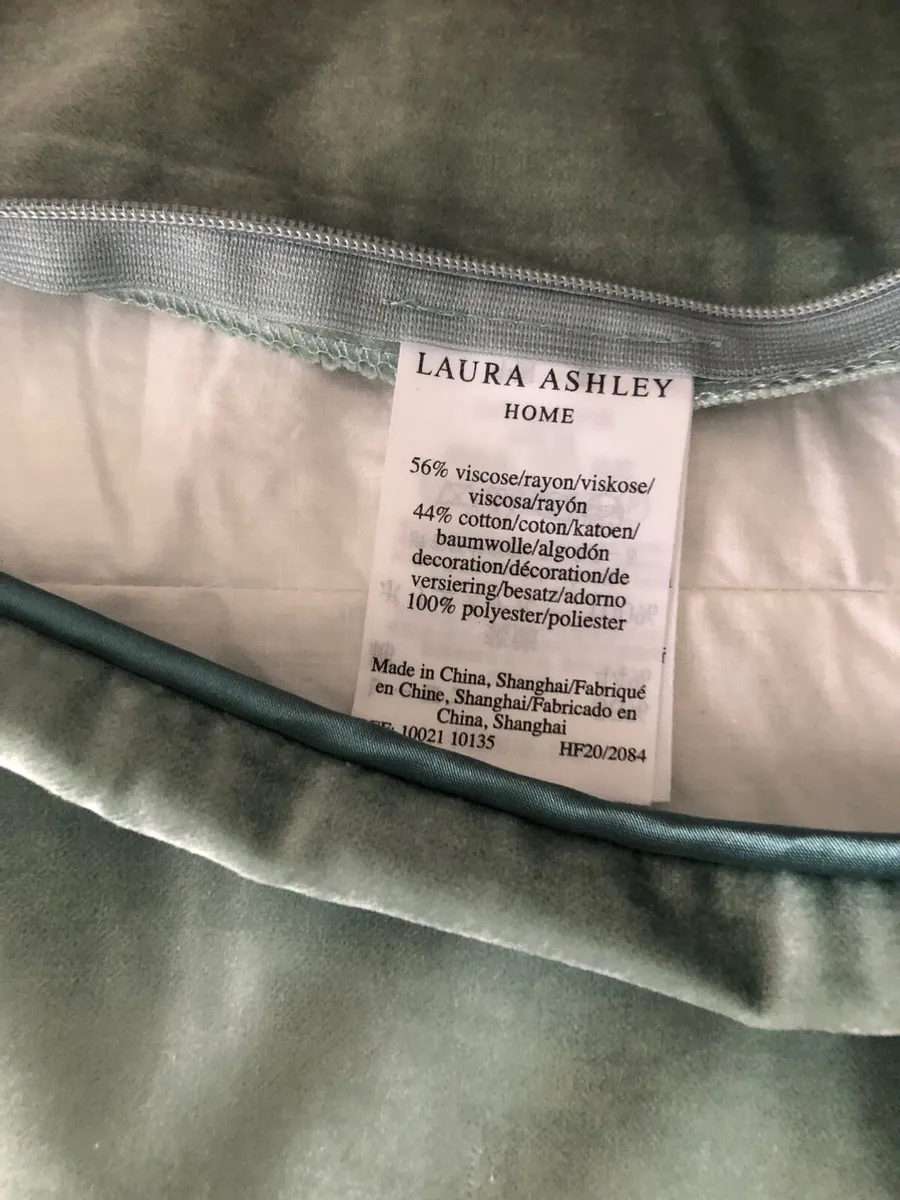 LAURA ASHLEY
HOME
56% viscose/rayon/viskose/
viscosa/rayón
44% cotton/coton/katoen/
baumwolle/algodón
decoration/décoration/de
versiering/besatz/adorno
100% polyester/poliester
Made in China, Shanghai/Fabriqué
en Chine, Shanghai/Fabricado en
China, Shanghai
10021 10135 HF20/2084